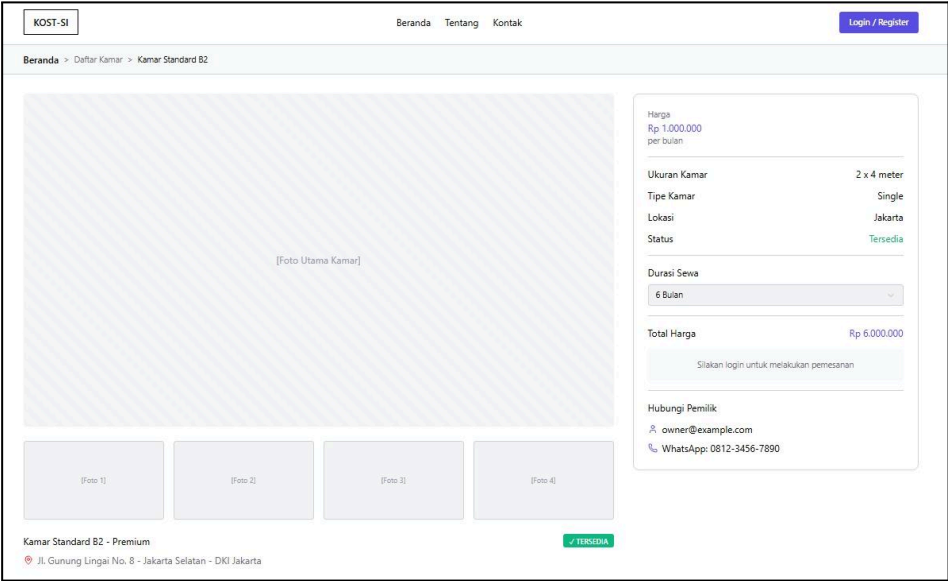 KOST-SI
Beranda Tentang Kontak
Login / Register
Beranda > Daftar Kamar > Kamar Standard B2
[Foto Utama Kamar]
[Foto 1]
[Foto 2]
[Foto 3]
[Foto 4]
Kamar Standard B2 - Premium
✓ TERSEDIA
Jl. Gunung Lingai No. 8 - Jakarta Selatan - DKI Jakarta
Harga
Rp 1.000.000
per bulan
Ukuran Kamar 2 x 4 meter
Tipe Kamar Single
Lokasi Jakarta
Status Tersedia
Durasi Sewa
6 Bulan
Total Harga Rp 6.000.000
Silakan login untuk melakukan pemesanan
Hubungi Pemilik
owner@example.com
WhatsApp: 0812-3456-7890